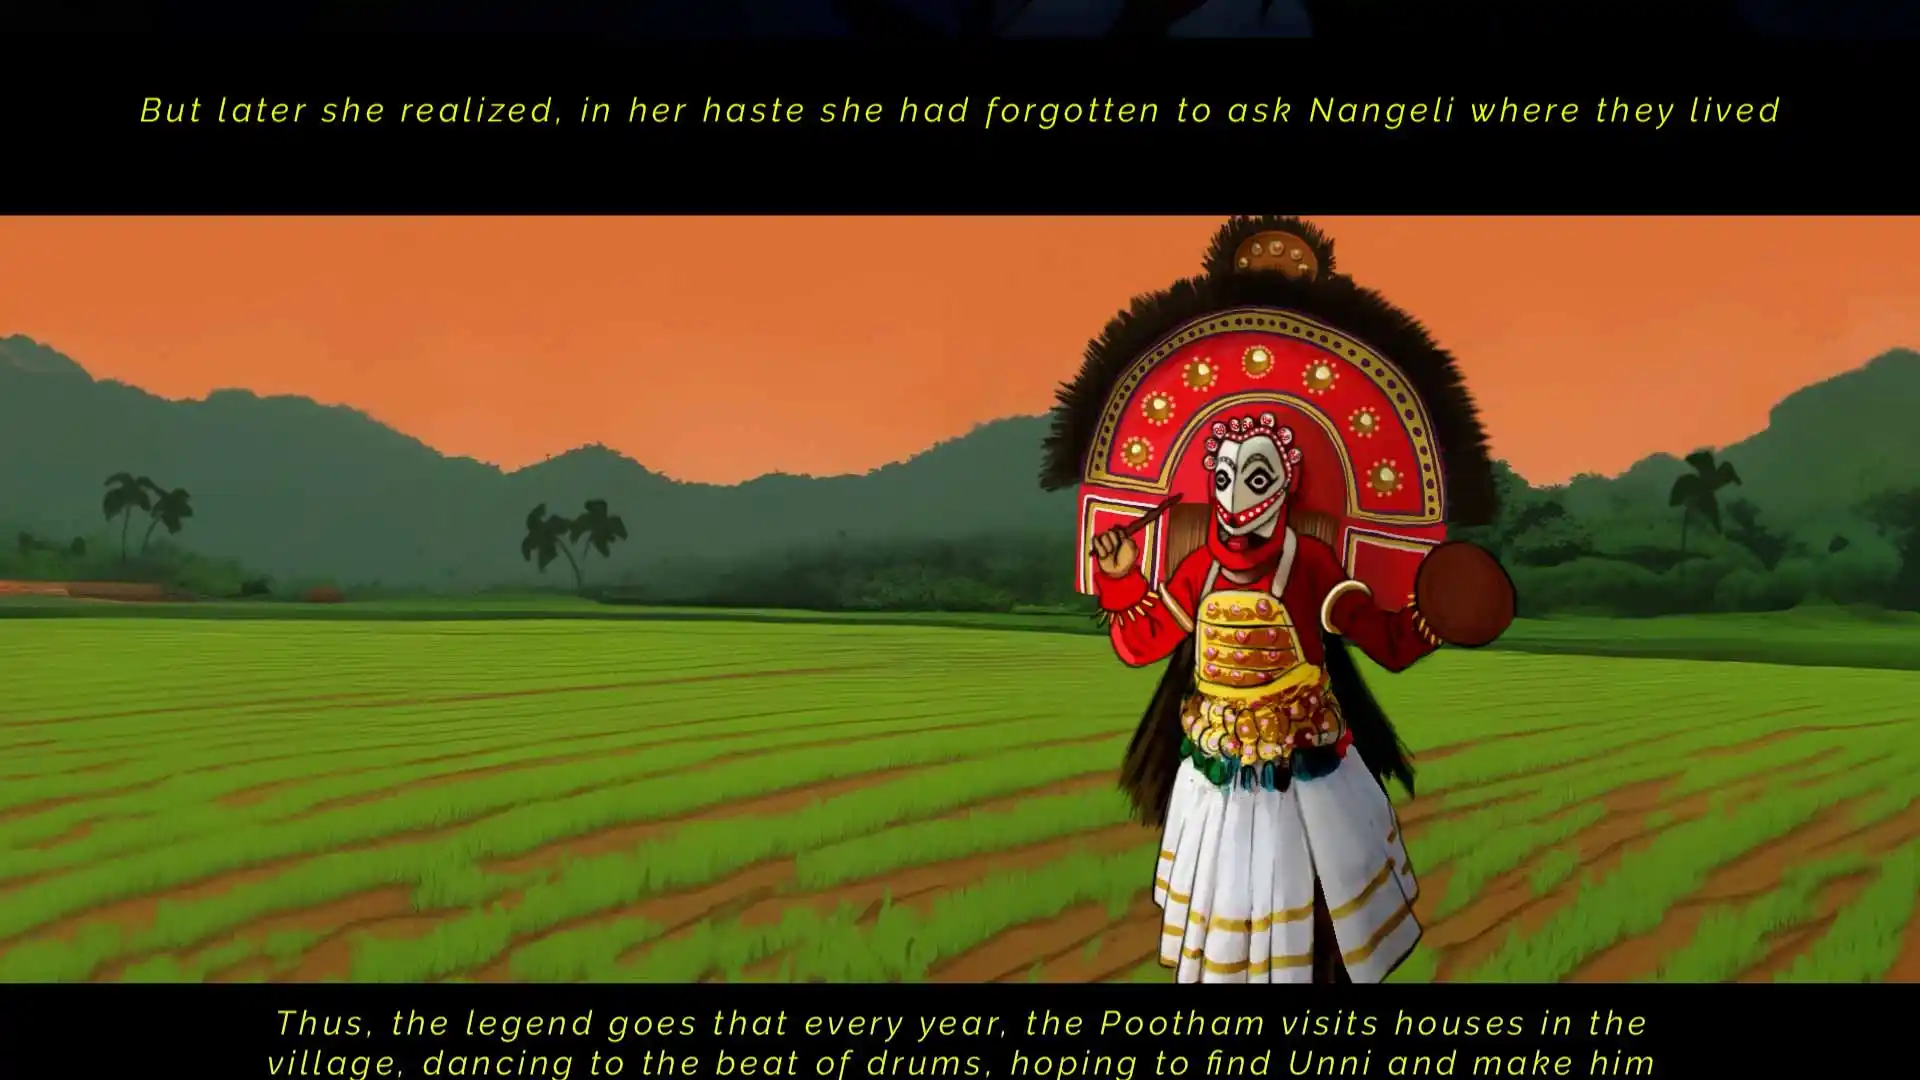 But later she realized, in her haste she had forgotten to ask Nangeli where they lived
Thus, the legend goes that every year, the Pootham visits houses in the
village, dancing to the beat of drums, hoping to find Unni and make him